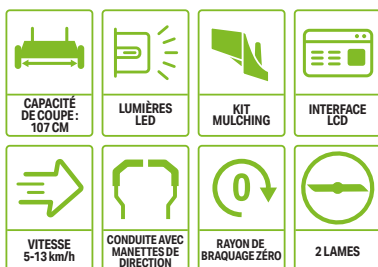 CAPACITÉ
DE COUPE :
107 CM
LUMIÈRES
LED
KIT
MULCHING
INTERFACE
LCD
VITESSE
5-13 km/h
CONDUITE AVEC
MANETTES DE
DIRECTION
0
RAYON DE
BRAQUAGE ZÉRO
2 LAMES